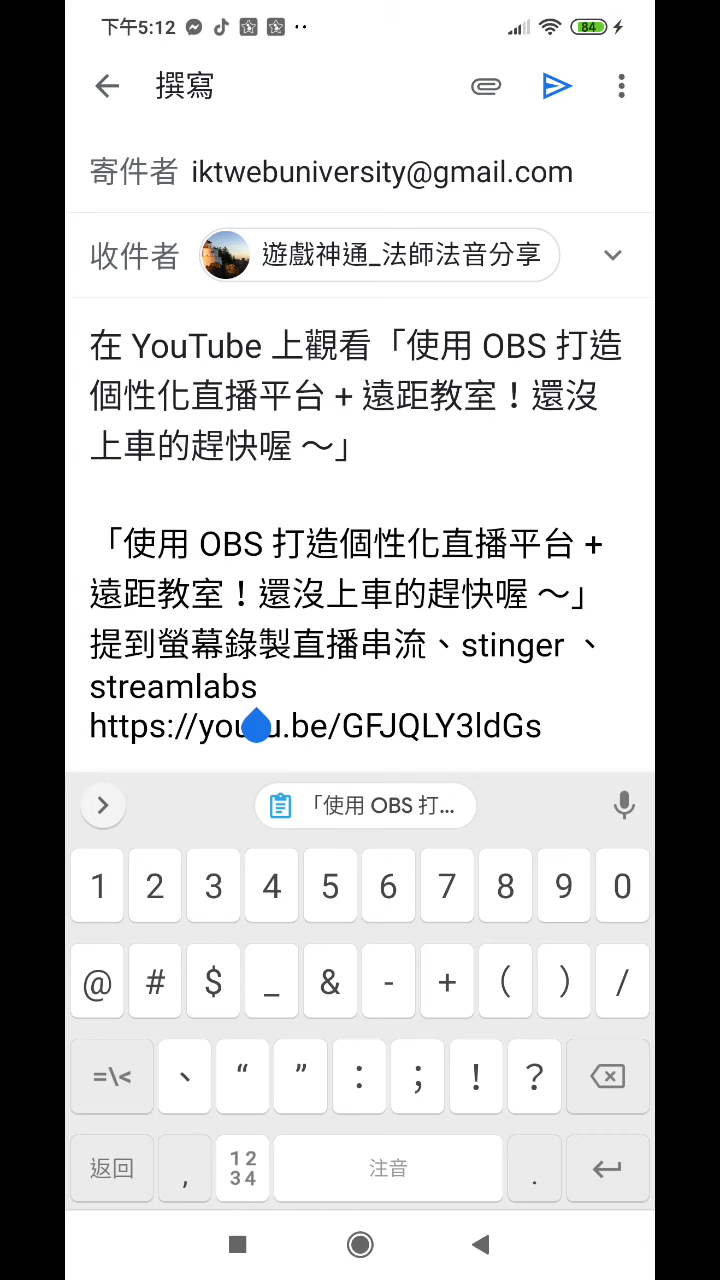 下午5:12
84
撰寫
寄件者 iktwebuniversity@gmail.com
收件者 遊戲神通_法師法音分享
在 YouTube 上觀看「使用 OBS 打造
個性化直播平台 + 遠距教室！還沒
上車的趕快喔 ～」
「使用 OBS 打造個性化直播平台 +
遠距教室！還沒上車的趕快喔 ～」
提到螢幕錄製直播串流、stinger 、
streamlabs
https://youtu.be/GFJQLY3ldGs
「使用 OBS 打...
1 2 3 4 5 6 7 8 9 0
@ # $ _ & - + ( ) /
=\< 、 “ ” : ; ! ?
返回 , 1234 注音 .